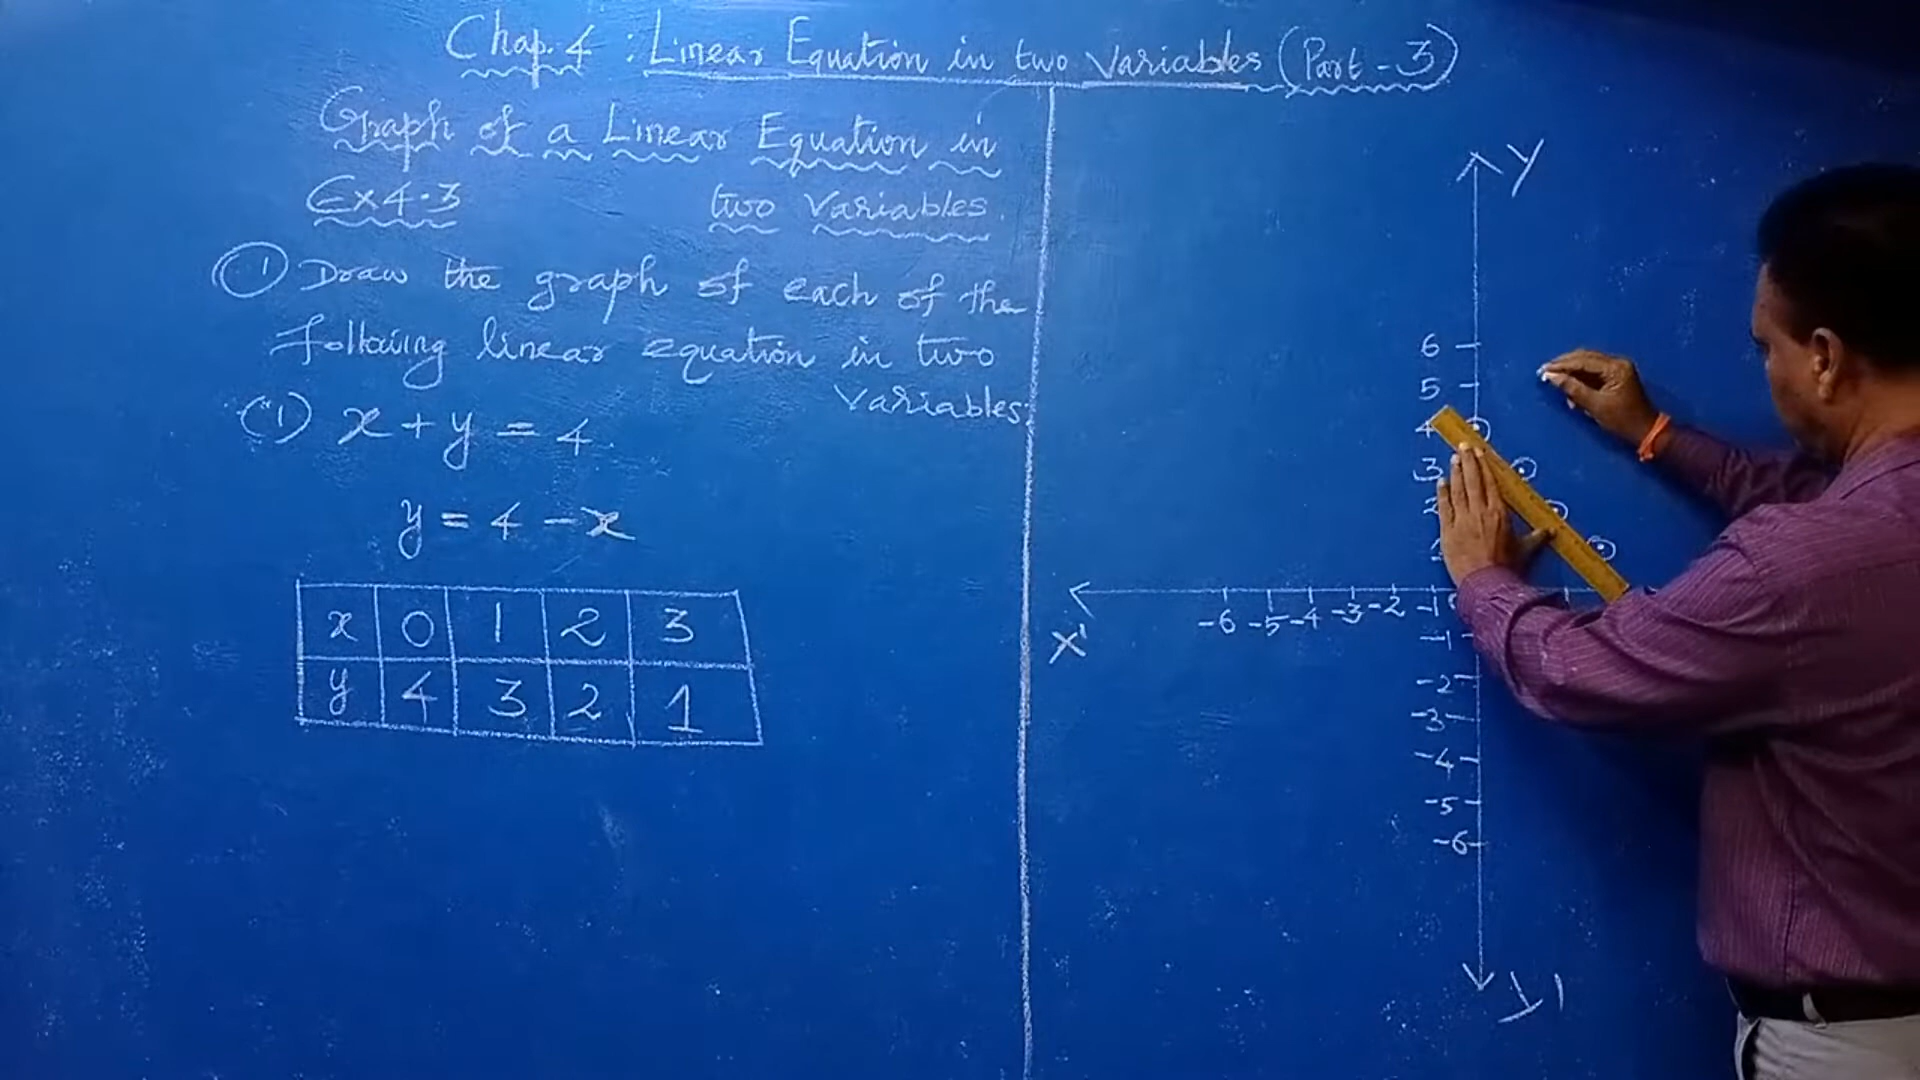 Chap. 4 : Linear Equation in two Variables (Part - 3)
Graph of a Linear Equation in
Ex 4.3 two Variables.
(1) Draw the graph of each of the
following linear equation in two
Variables:
(1) x + y = 4.
y = 4 - x
x 0 1 2 3
y 4 3 2 1
Y
6
5
4
3
2
1
X' -6 -5 -4 -3 -2 -1
-1
-2
-3
-4
-5
-6
Y'